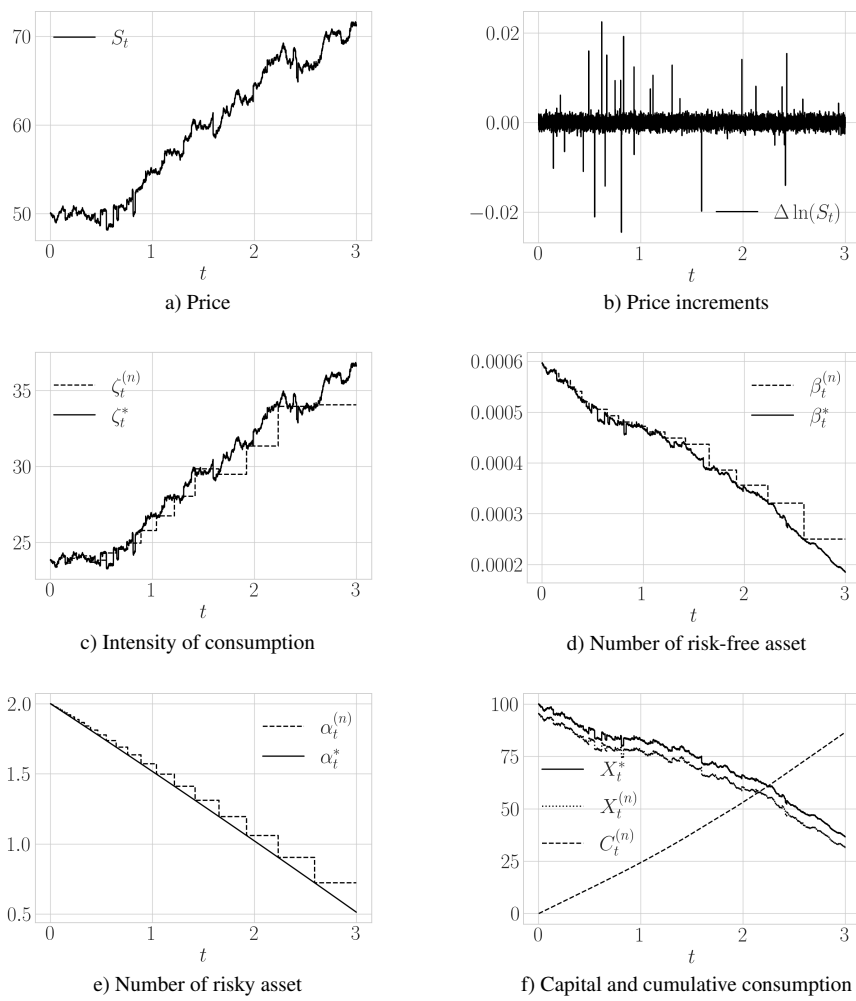 70
60
50
S_t
0 1 2 3
t
a) Price
0.02
0.00
−0.02
Δ ln(S_t)
0 1 2 3
t
b) Price increments
35
30
25
ζ_t^{(n)}
ζ_t^*
0 1 2 3
t
c) Intensity of consumption
0.0006
0.0005
0.0004
0.0003
0.0002
β_t^{(n)}
β_t^*
0 1 2 3
t
d) Number of risk-free asset
2.0
1.5
1.0
0.5
α_t^{(n)}
α_t^*
0 1 2 3
t
e) Number of risky asset
100
75
50
25
0
X_t^*
X_t^{(n)}
C_t^{(n)}
0 1 2 3
t
f) Capital and cumulative consumption